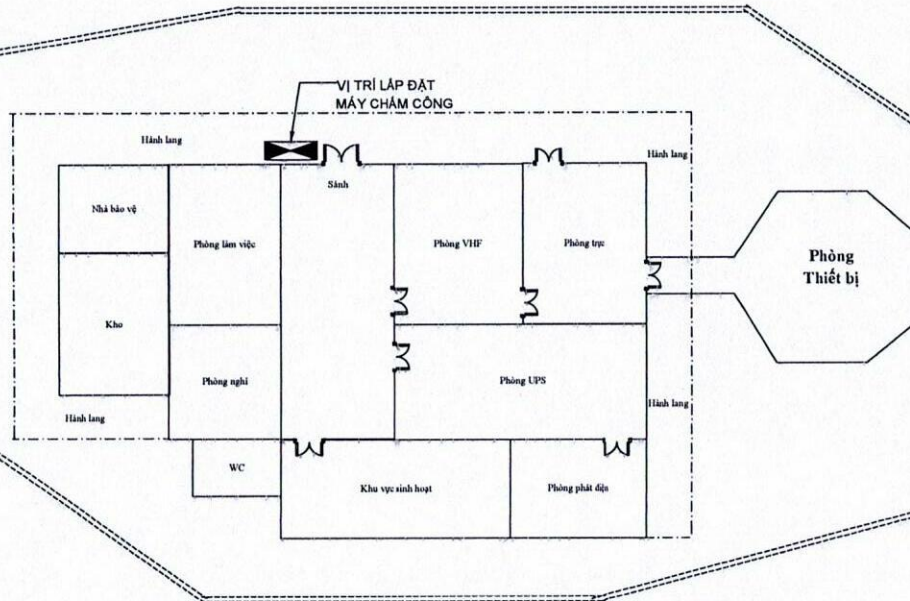 VỊ TRÍ LẮP ĐẶT
MÁY CHẤM CÔNG
Hành lang
Hành lang
Sảnh
Nhà bảo vệ
Phòng làm việc
Phòng VHF
Phòng trực
Phòng
Thiết bị
Kho
Phòng nghỉ
Phòng UPS
Hành lang
Hành lang
WC
Khu vực sinh hoạt
Phòng phát điện